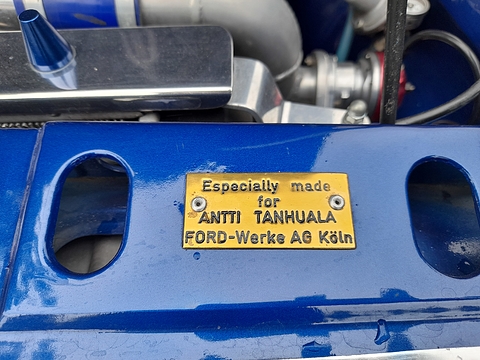 Especially made
for
ANTTI TANHUALA
FORD-Werke AG Köln